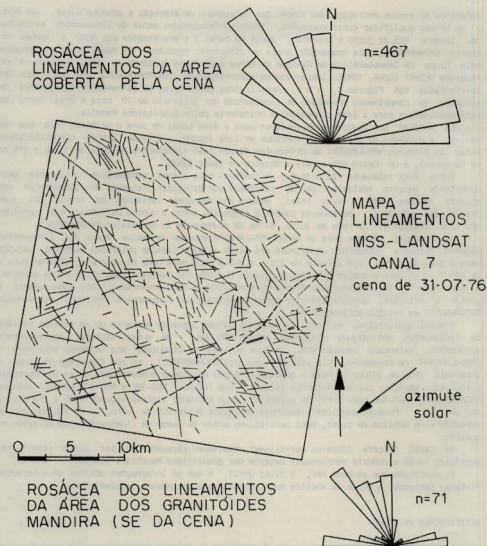 ROSÁCEA DOS
LINEAMENTOS DA ÁREA
COBERTA PELA CENA
N
n=467
MAPA DE
LINEAMENTOS
MSS-LANDSAT
CANAL 7
cena de 31-07-76
N
azimute
solar
0 5 10km
ROSÁCEA DOS LINEAMENTOS
DA ÁREA DOS GRANITÓIDES
MANDIRA (SE DA CENA)
N
n=71